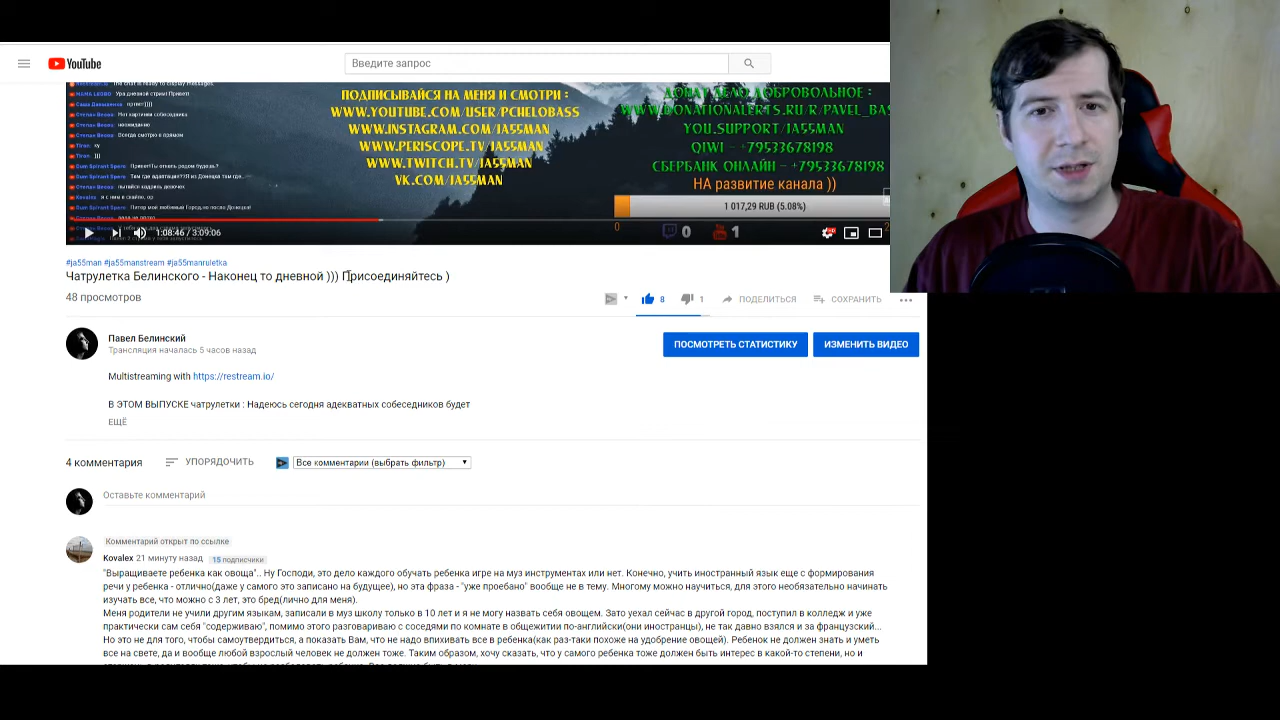 YouTube
Введите запрос
ПОДПИСЫВАЙСЯ НА МЕНЯ И СМОТРИ :
WWW.YOUTUBE.COM/USER/PCHELOBASS
WWW.INSTAGRAM.COM/JA55MAN
WWW.PERISCOPE.TV/JA55MAN
WWW.TWITCH.TV/JA55MAN
VK.COM/JA55MAN
ДОНАТ ДЕЛО ДОБРОВОЛЬНОЕ :
WWW.DONATIONALERTS.RU/R/PAVEL_BAS
YOU.SUPPORT/JA55MAN
QIWI - +79533678198
СБЕРБАНК ОНЛАЙН - +79533678198
НА развитие канала ))
1 017,29 RUB (5.08%)
0
0
1
1:08:46 / 3:09:06
#ja55man #ja55manstream #ja55manruletka
Чатрулетка Белинского - Наконец то дневной ))) Присоединяйтесь )
48 просмотров
8
1
ПОДЕЛИТЬСЯ
СОХРАНИТЬ
Павел Белинский
Трансляция началась 5 часов назад
ПОСМОТРЕТЬ СТАТИСТИКУ
ИЗМЕНИТЬ ВИДЕО
Multistreaming with https://restream.io/
В ЭТОМ ВЫПУСКЕ чатрулетки : Надеюсь сегодня адекватных собеседников будет
ЕЩЁ
4 комментария
УПОРЯДОЧИТЬ
Все комментарии (выбрать фильтр)
Оставьте комментарий
Комментарий открыт по ссылке
Kovalex 21 минуту назад 15 подписчики
"Выращиваете ребенка как овоща".. Ну Господи, это дело каждого обучать ребенка игре на муз инструментах или нет. Конечно, учить иностранный язык еще с формирования
речи у ребенка - отлично(даже у самого это записано на будущее), но эта фраза - "уже проебано" вообще не в тему. Многому можно научиться, для этого необязательно начинать
изучать все, что можно с 3 лет, это бред(лично для меня).
Меня родители не учили другим языкам, записали в муз школу только в 10 лет и я не могу назвать себя овощем. Зато уехал сейчас в другой город, поступил в колледж и уже
практически сам себя "содерживаю", помимо этого разговариваю с соседями по комнате в общежитии по-английски(они иностранцы), не так давно взялся и за французский...
Но это не для того, чтобы самоутвердиться, а показать Вам, что не надо впихивать все в ребенка(как раз-таки похоже на удобрение овощей). Ребенок не должен знать и уметь
все на свете, да и вообще любой взрослый человек не должен тоже. Таким образом, хочу сказать, что у самого ребенка тоже должен быть интерес в какой-то степени, но и